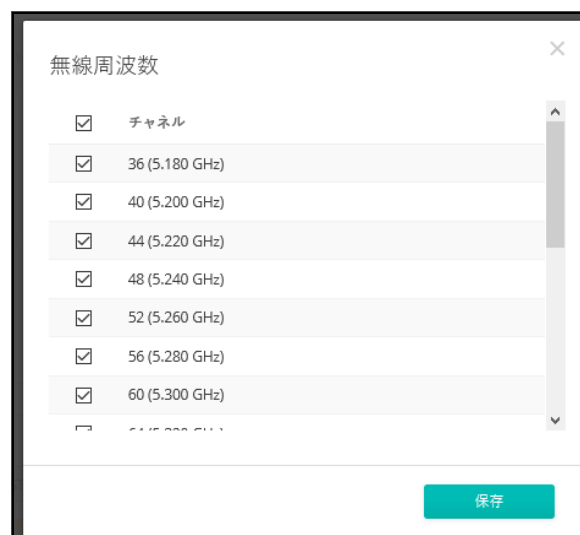 無線周波数
チャネル
36 (5.180 GHz)
40 (5.200 GHz)
44 (5.220 GHz)
48 (5.240 GHz)
52 (5.260 GHz)
56 (5.280 GHz)
60 (5.300 GHz)
保存